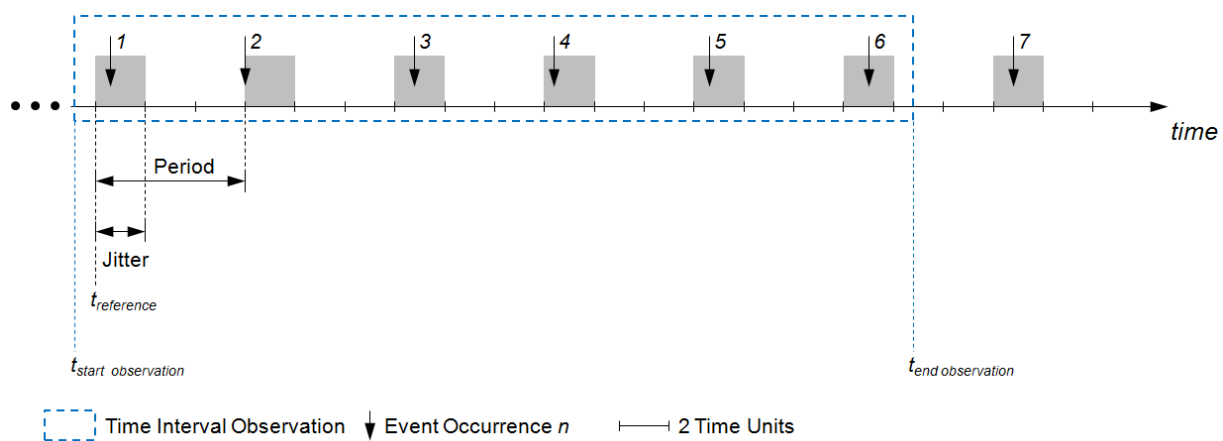 1 2 3 4 5 6 7
time
Period
Jitter
treference
tstart observation
tend observation
Time Interval Observation
Event Occurrence n
2 Time Units